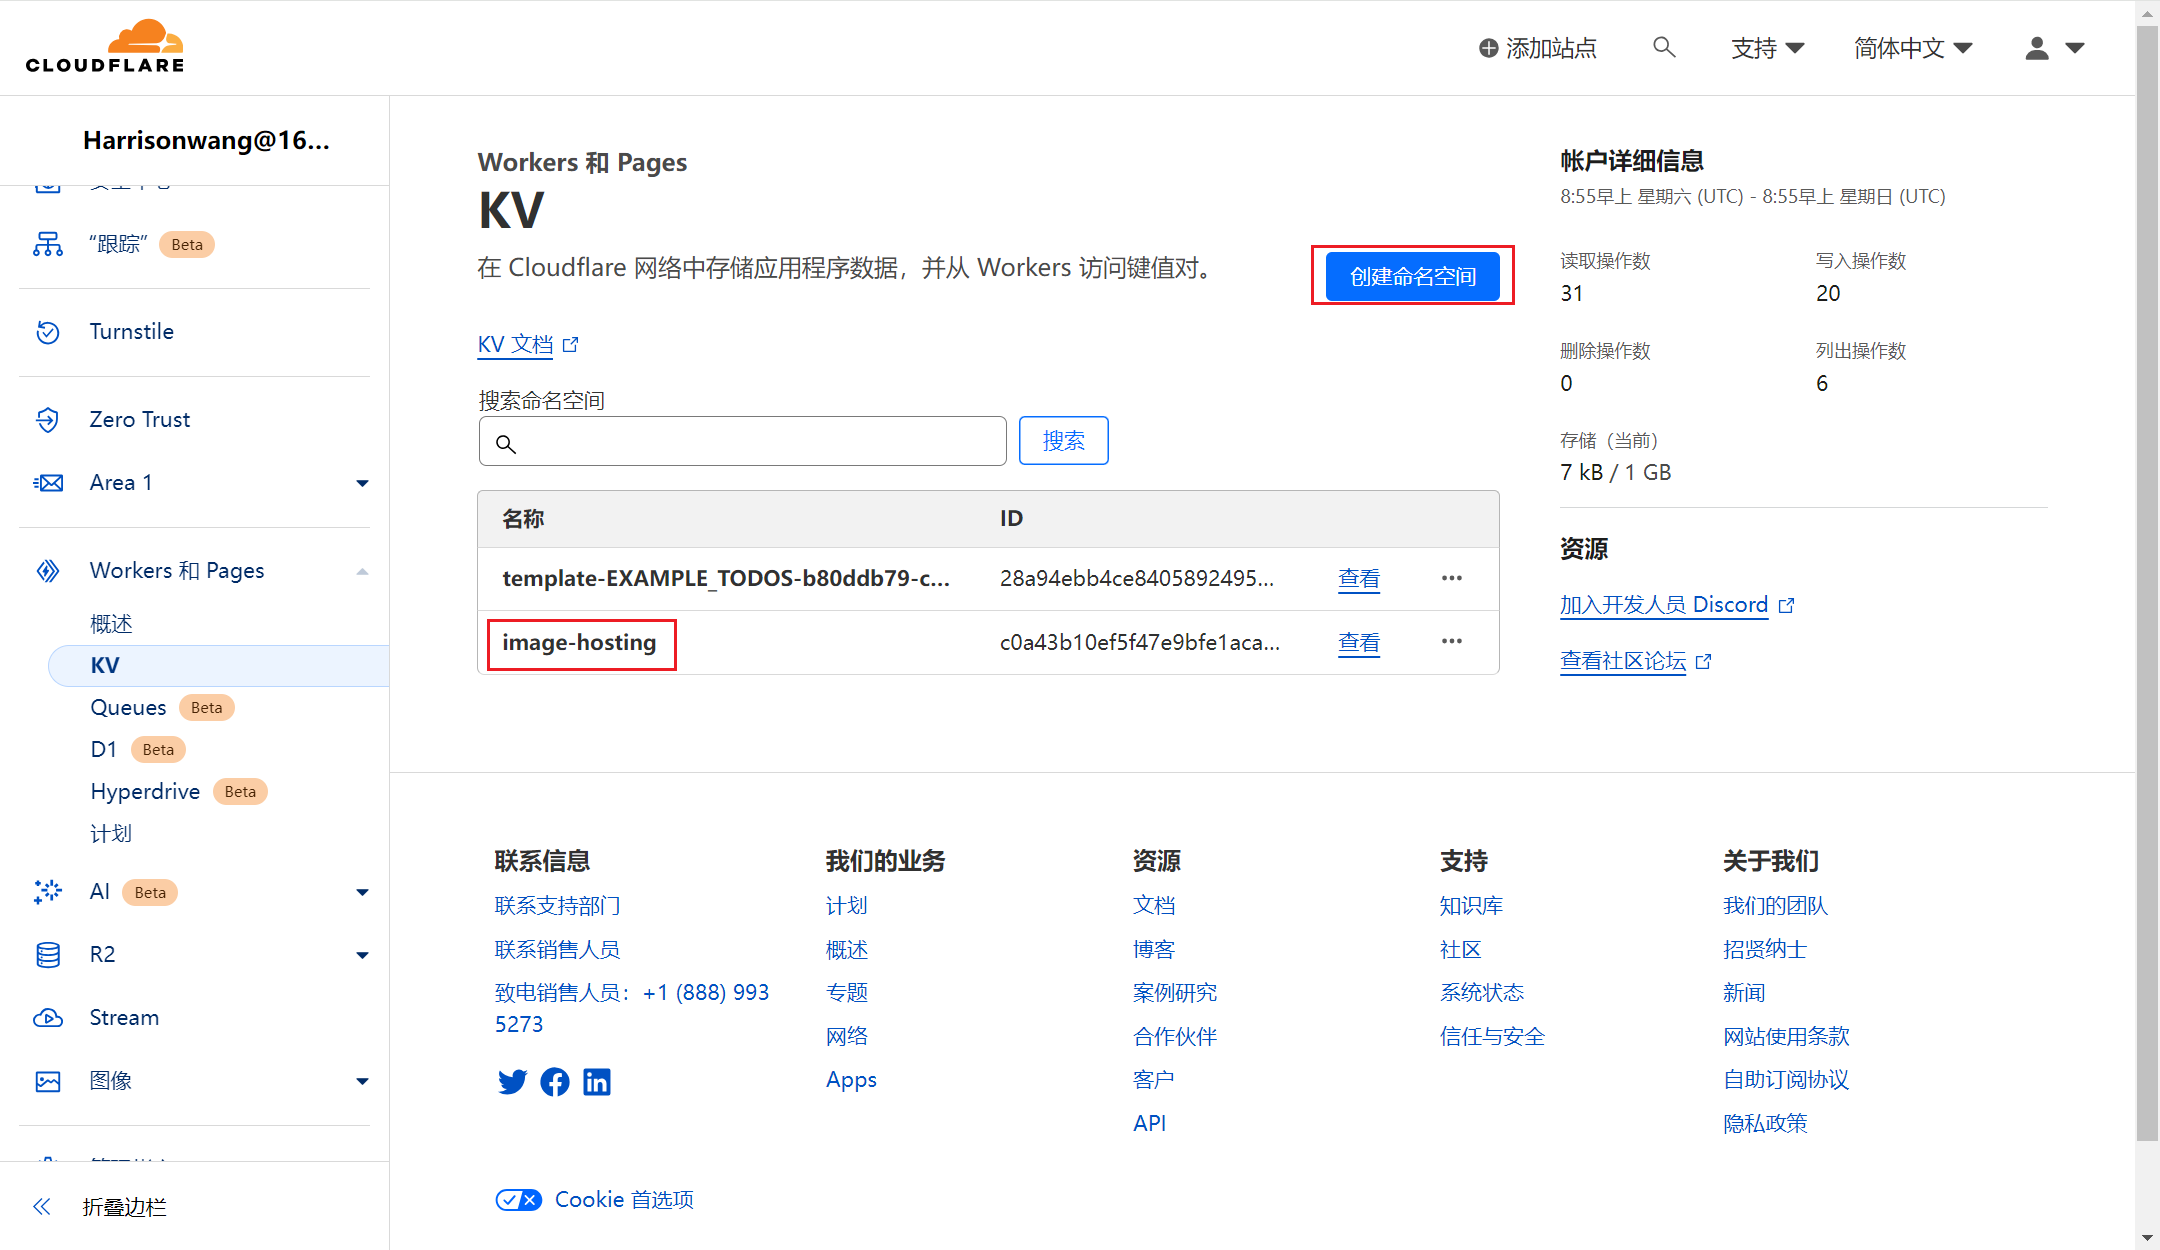 CLOUDFLARE
添加站点
支持
简体中文
Harrisonwang@16...
“跟踪” Beta
Turnstile
Zero Trust
Area 1
Workers 和 Pages
概述
KV
Queues Beta
D1 Beta
Hyperdrive Beta
计划
AI Beta
R2
Stream
图像
折叠边栏
Workers 和 Pages
KV
在 Cloudflare 网络中存储应用程序数据，并从 Workers 访问键值对。
创建命名空间
KV 文档
搜索命名空间
搜索
名称 ID
template-EXAMPLE_TODOS-b80ddb79-c... 28a94ebb4ce8405892495... 查看
image-hosting c0a43b10ef5f47e9bfe1aca... 查看
帐户详细信息
8:55早上 星期六 (UTC) - 8:55早上 星期日 (UTC)
读取操作数 写入操作数
31 20
删除操作数 列出操作数
0 6
存储（当前）
7 kB / 1 GB
资源
加入开发人员 Discord
查看社区论坛
联系信息
联系支持部门
联系销售人员
致电销售人员：+1 (888) 993
5273
我们的业务
计划
概述
专题
网络
Apps
资源
文档
博客
案例研究
合作伙伴
客户
API
支持
知识库
社区
系统状态
信任与安全
关于我们
我们的团队
招贤纳士
新闻
网站使用条款
自助订阅协议
隐私政策
Cookie 首选项